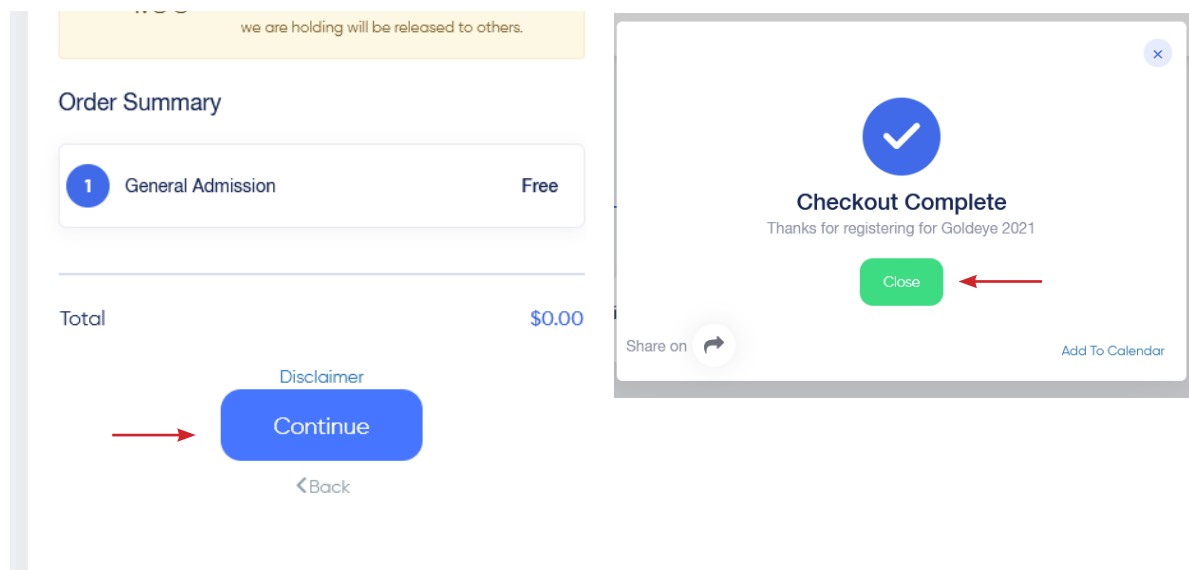 we are holding will be released to others.
Order Summary
1 General Admission Free
Total $0.00
Disclaimer
Continue
Back
Checkout Complete
Thanks for registering for Goldeye 2021
Close
Share on
Add To Calendar